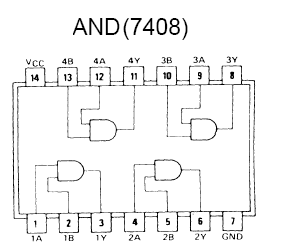 AND(7408)
VCC 4B 4A 4Y 3B 3A 3Y
14 13 12 11 10 9 8
1 2 3 4 5 6 7
1A 1B 1Y 2A 2B 2Y GND